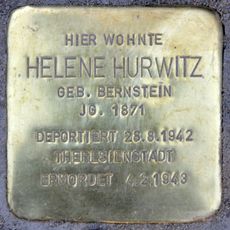 HIER WOHNTE
HELENE HURWITZ
GEB. BERNSTEIN
JG. 1871
DEPORTIERT 26.8.1942
THERESIENSTADT
ERMORDET 4.2.1943